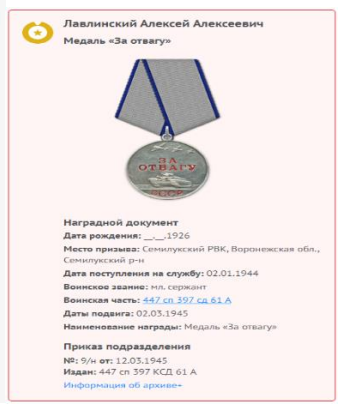 Лавлинский Алексей Алексеевич
Медаль «За отвагу»
ЗА
ОТВАГУ
СССР
Наградной документ
Дата рождения: __.__.1926
Место призыва: Семилукский РВК, Воронежская обл.,
Семилукский р-н
Дата поступления на службу: 02.01.1944
Воинское звание: мл. сержант
Воинская часть: 447 сп 397 сд 61 А
Даты подвига: 02.03.1945
Наименование награды: Медаль «За отвагу»
Приказ подразделения
№: 9/н от: 12.03.1945
Издан: 447 сп 397 КСД 61 А
Информация об архиве+